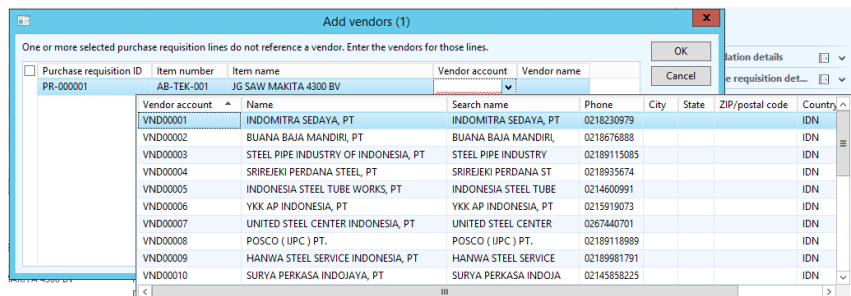 Add vendors (1)
x
One or more selected purchase requisition lines do not reference a vendor. Enter the vendors for those lines.
OK
Cancel
dation details
e requisition det...
Purchase requisition ID Item number Item name Vendor account Vendor name
PR-000001 AB-TEK-001 JG SAW MAKITA 4300 BV
Vendor account Name Search name Phone City State ZIP/postal code Country
VND00001 INDOMITRA SEDAYA, PT INDOMITRA SEDAYA, PT 0218230979 IDN
VND00002 BUANA BAJA MANDIRI, PT BUANA BAJA MANDIRI, 0218676888 IDN
VND00003 STEEL PIPE INDUSTRY OF INDONESIA, PT STEEL PIPE INDUSTRY 02189115085 IDN
VND00004 SRIREJEKI PERDANA STEEL, PT SRIREJEKI PERDANA ST 0218935674 IDN
VND00005 INDONESIA STEEL TUBE WORKS, PT INDONESIA STEEL TUBE 0214600991 IDN
VND00006 YKK AP INDONESIA, PT YKK AP INDONESIA, PT 0215919073 IDN
VND00007 UNITED STEEL CENTER INDONESIA, PT UNITED STEEL CENTER 0267440701 IDN
VND00008 POSCO ( IJPC ) PT. POSCO ( IJPC ) PT. 02189118989 IDN
VND00009 HANWA STEEL SERVICE INDONESIA, PT HANWA STEEL SERVICE 02189981791 IDN
VND00010 SURYA PERKASA INDOJAYA, PT SURYA PERKASA INDOJA 02145858225 IDN